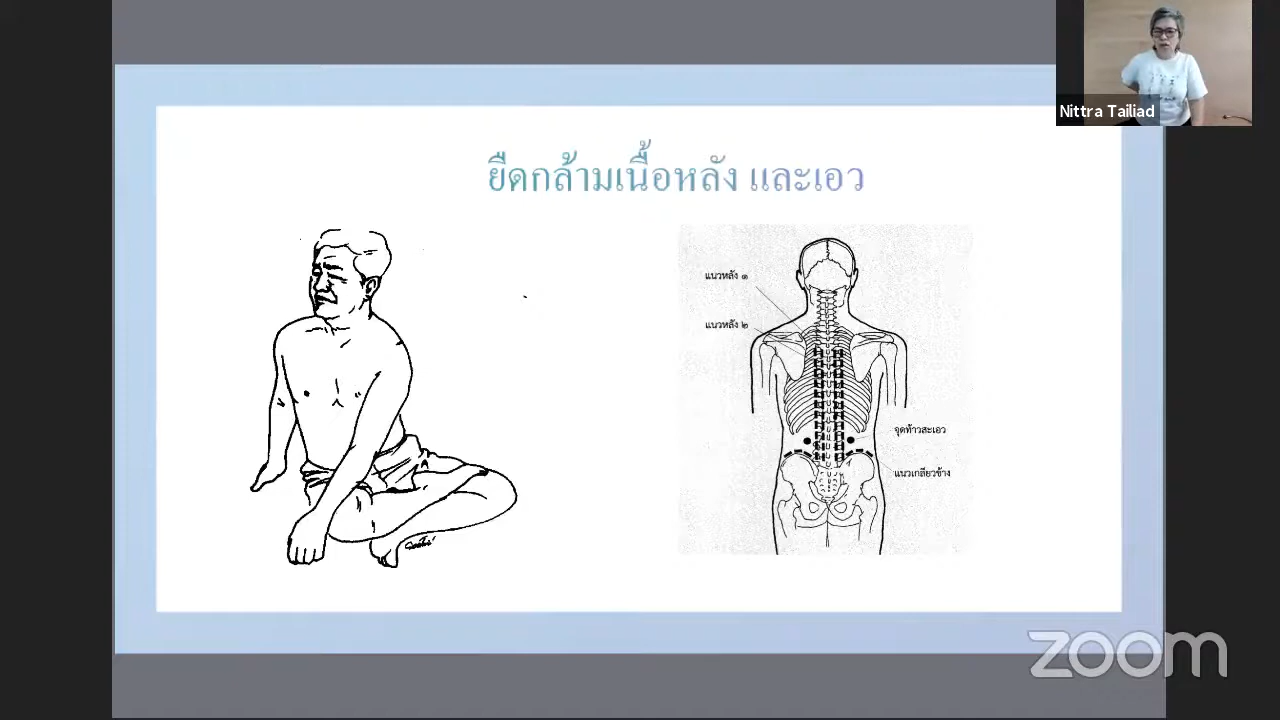 Nittra Tailiad
ยืดกล้ามเนื้อหลัง และเอว
แนวหลัง ๑
แนวหลัง ๒
จุดท้าวสะเอว
แนวเกลียวข้าง
zoom